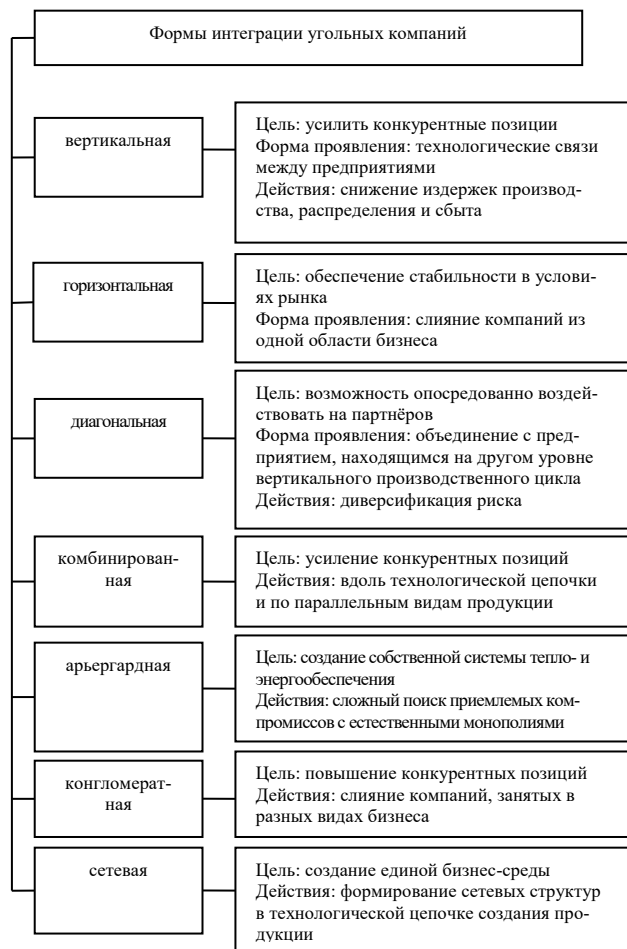 Формы интеграции угольных компаний
вертикальная
Цель: усилить конкурентные позиции
Форма проявления: технологические связи
между предприятиями
Действия: снижение издержек производ-
ства, распределения и сбыта
горизонтальная
Цель: обеспечение стабильности в услови-
ях рынка
Форма проявления: слияние компаний из
одной области бизнеса
диагональная
Цель: возможность опосредованно воздей-
ствовать на партнёров
Форма проявления: объединение с пред-
приятием, находящимся на другом уровне
вертикального производственного цикла
Действия: диверсификация риска
комбинирован-
ная
Цель: усиление конкурентных позиций
Действия: вдоль технологической цепочки
и по параллельным видам продукции
арьергардная
Цель: создание собственной системы тепло- и
энергообеспечения
Действия: сложный поиск приемлемых ком-
промиссов с естественными монополиями
конгломерат-
ная
Цель: повышение конкурентных позиций
Действия: слияние компаний, занятых в
разных видах бизнеса
сетевая
Цель: создание единой бизнес-среды
Действия: формирование сетевых структур
в технологической цепочке создания про-
дукции